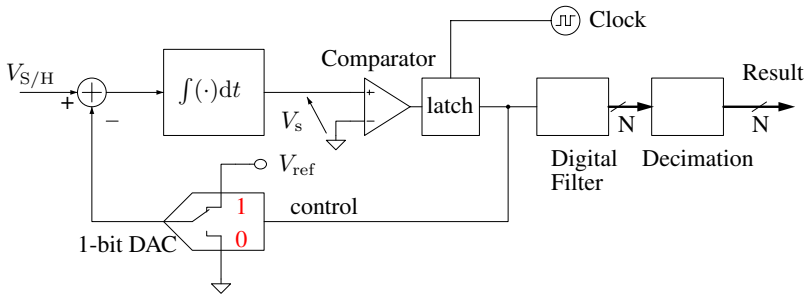 Clock
Comparator
V_S/H
+
−
∫(·)dt
V_s
+
−
latch
Result
N
N
Digital
Filter
Decimation
V_ref
1
control
1-bit DAC
0